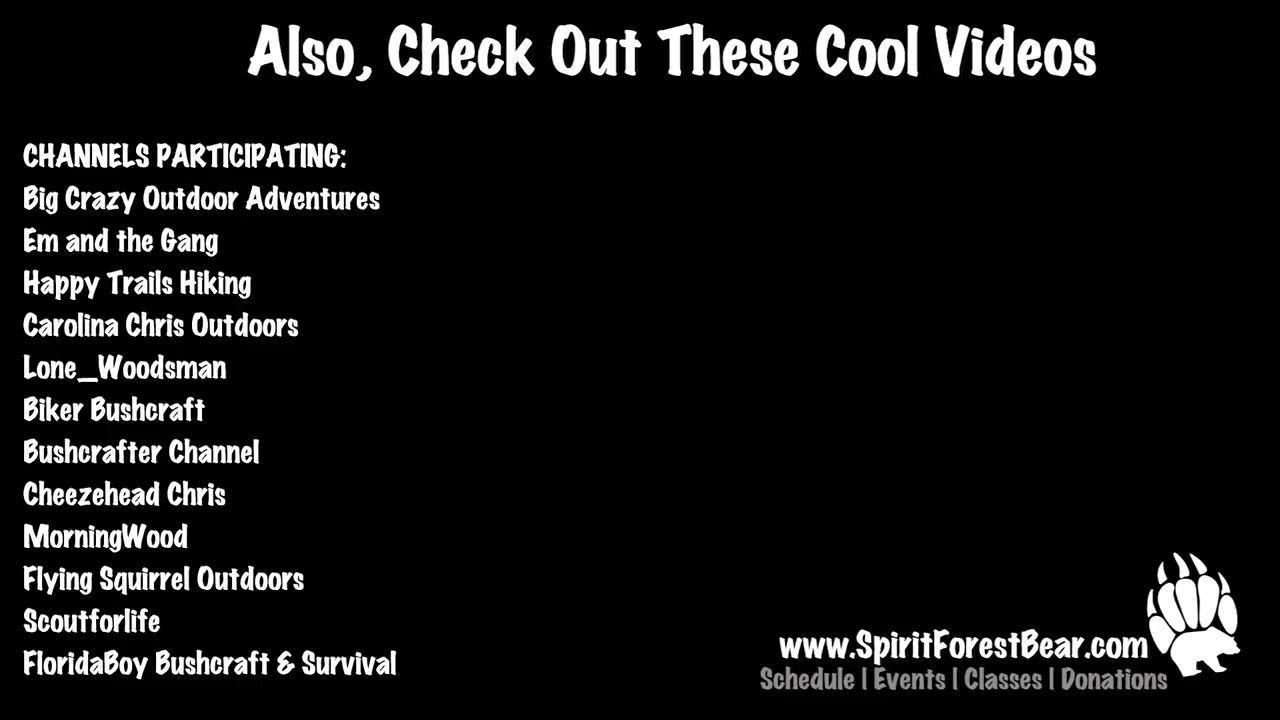 Also, Check Out These Cool Videos
CHANNELS PARTICIPATING:
Big Crazy Outdoor Adventures
Em and the Gang
Happy Trails Hiking
Carolina Chris Outdoors
Lone_Woodsman
Biker Bushcraft
Bushcrafter Channel
Cheezehead Chris
MorningWood
Flying Squirrel Outdoors
Scoutforlife
FloridaBoy Bushcraft & Survival
www.SpiritForestBear.com
Schedule | Events | Classes | Donations